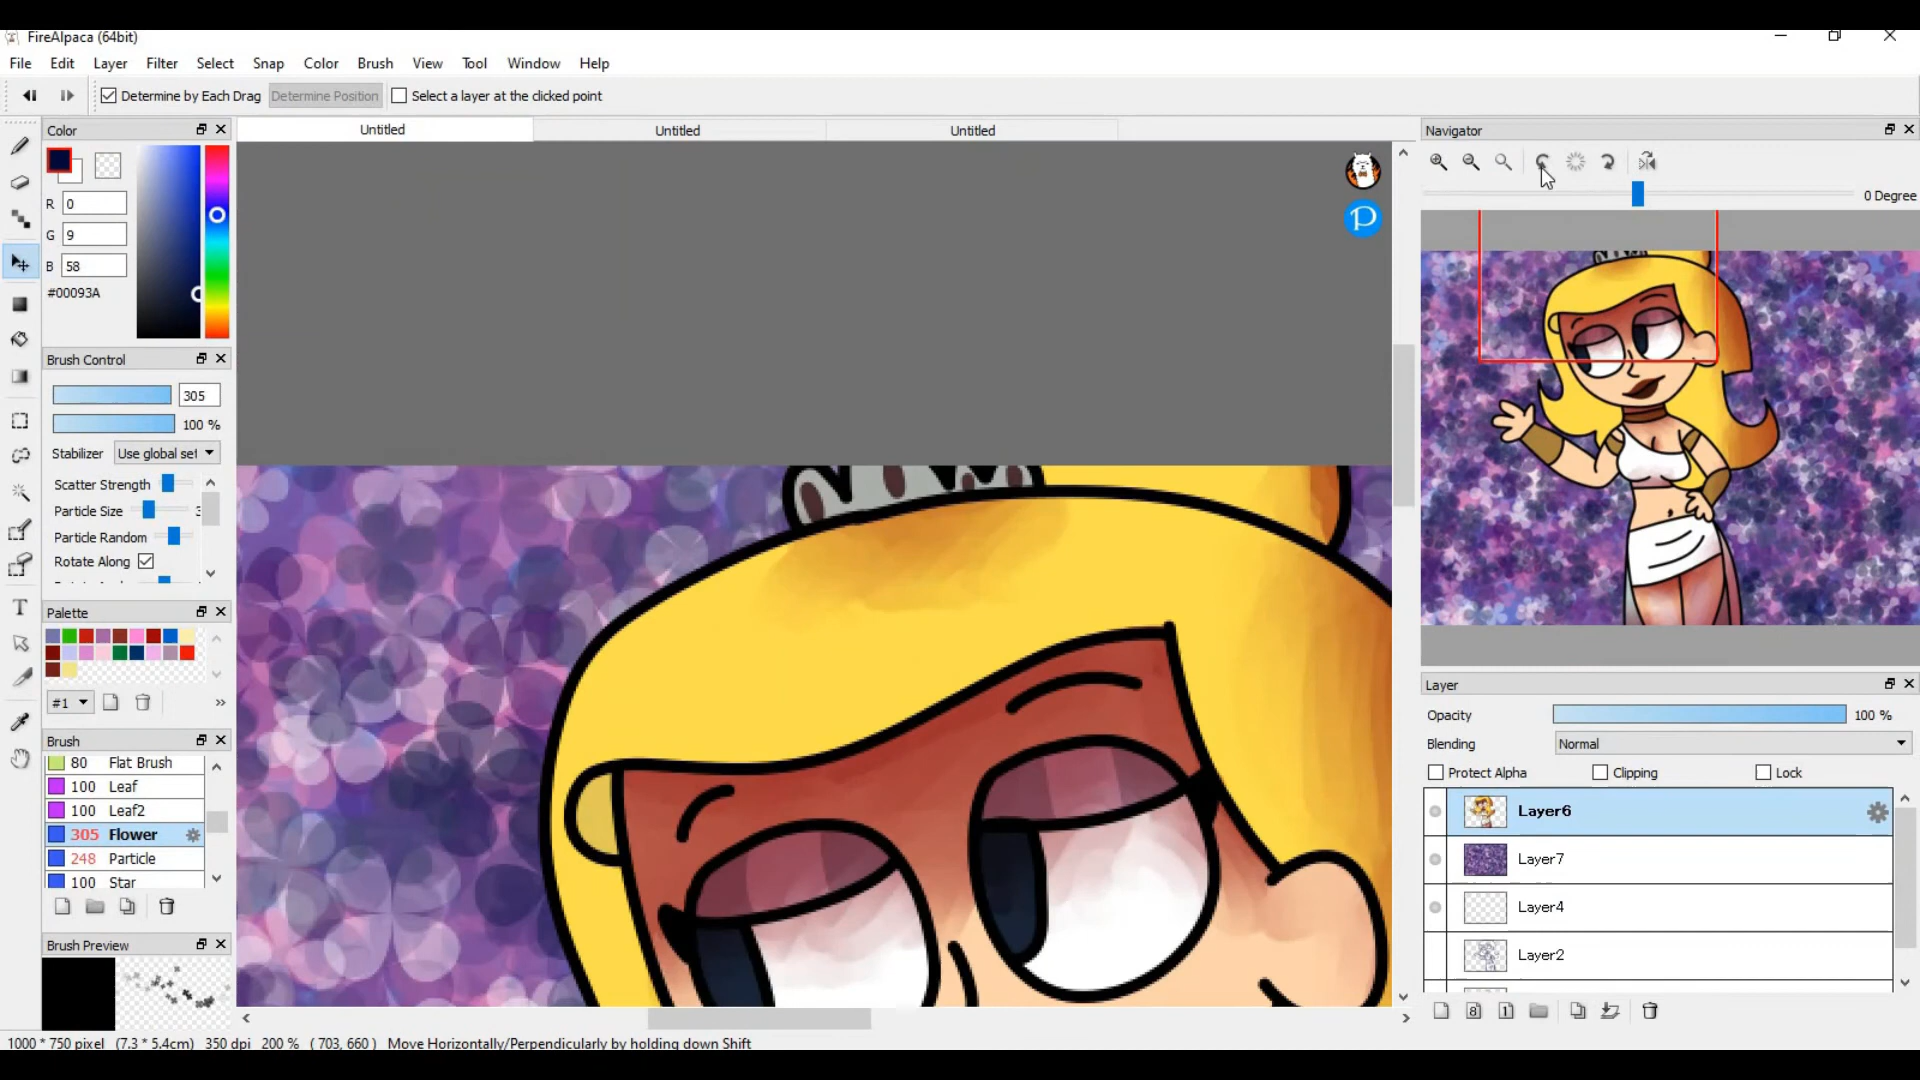 FireAlpaca (64bit)
File Edit Layer Filter Select Snap Color Brush View Tool Window Help
Determine by Each Drag Determine Position Select a layer at the clicked point
Color
R 0
G 9
B 58
#00093A
Brush Control
305
100 %
Stabilizer Use global set
Scatter Strength
Particle Size 3
Particle Random
Rotate Along
Palette
#1
Brush
80 Flat Brush
100 Leaf
100 Leaf2
305 Flower
248 Particle
100 Star
Brush Preview
Untitled Untitled Untitled
P
Navigator
0 Degree
Layer
Opacity 100 %
Blending Normal
Protect Alpha Clipping Lock
Layer6
Layer7
Layer4
Layer2
8 1
1000 * 750 pixel (7.3 * 5.4cm) 350 dpi 200 % ( 703, 660 ) Move Horizontally/Perpendicularly by holding down Shift